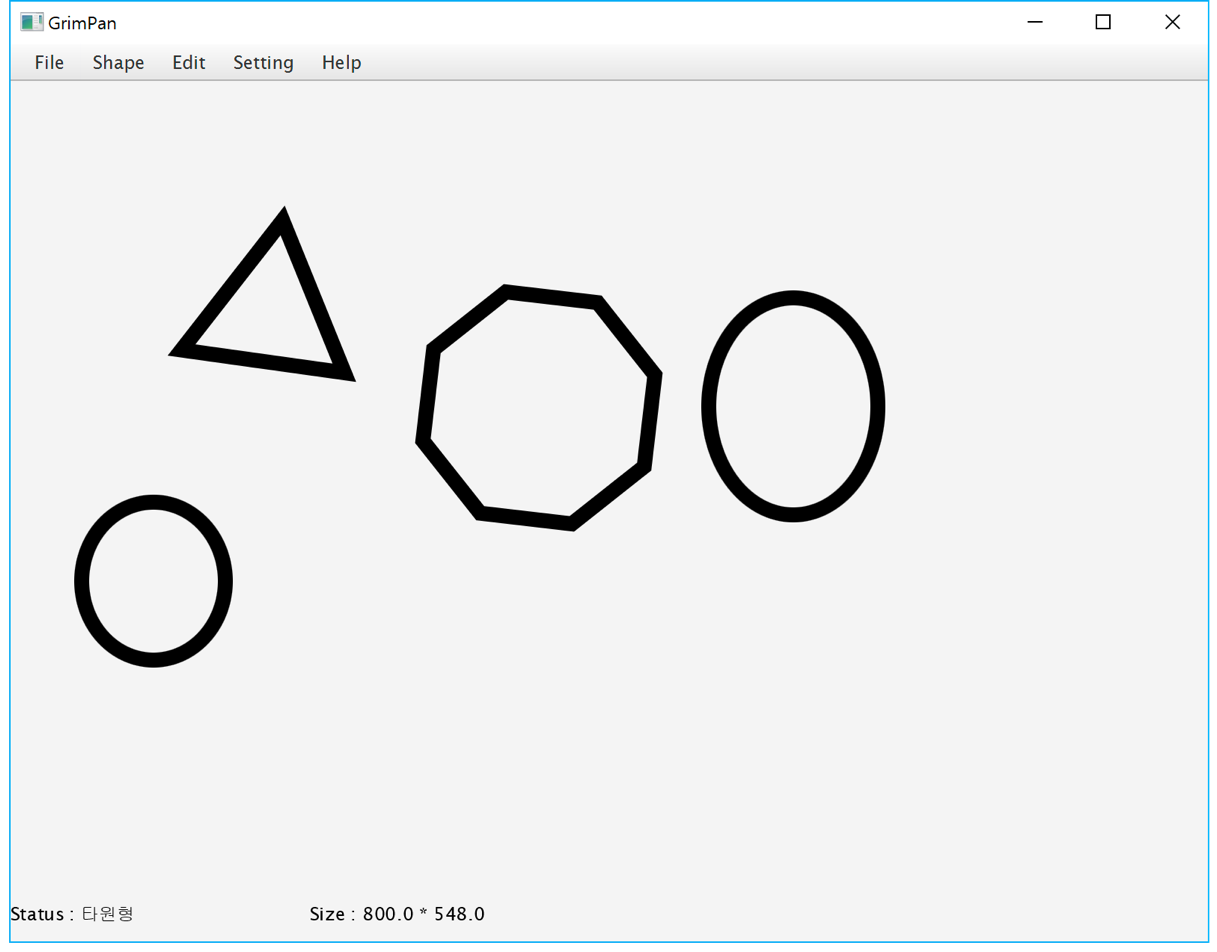 GrimPan
File Shape Edit Setting Help
Status : 타원형 Size : 800.0 * 548.0